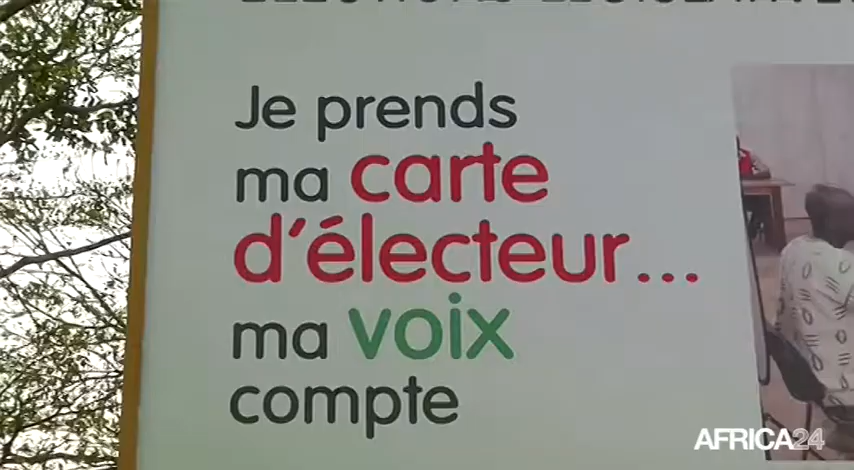 Je prends
ma carte
d'électeur...
ma voix
compte
AFRICA24